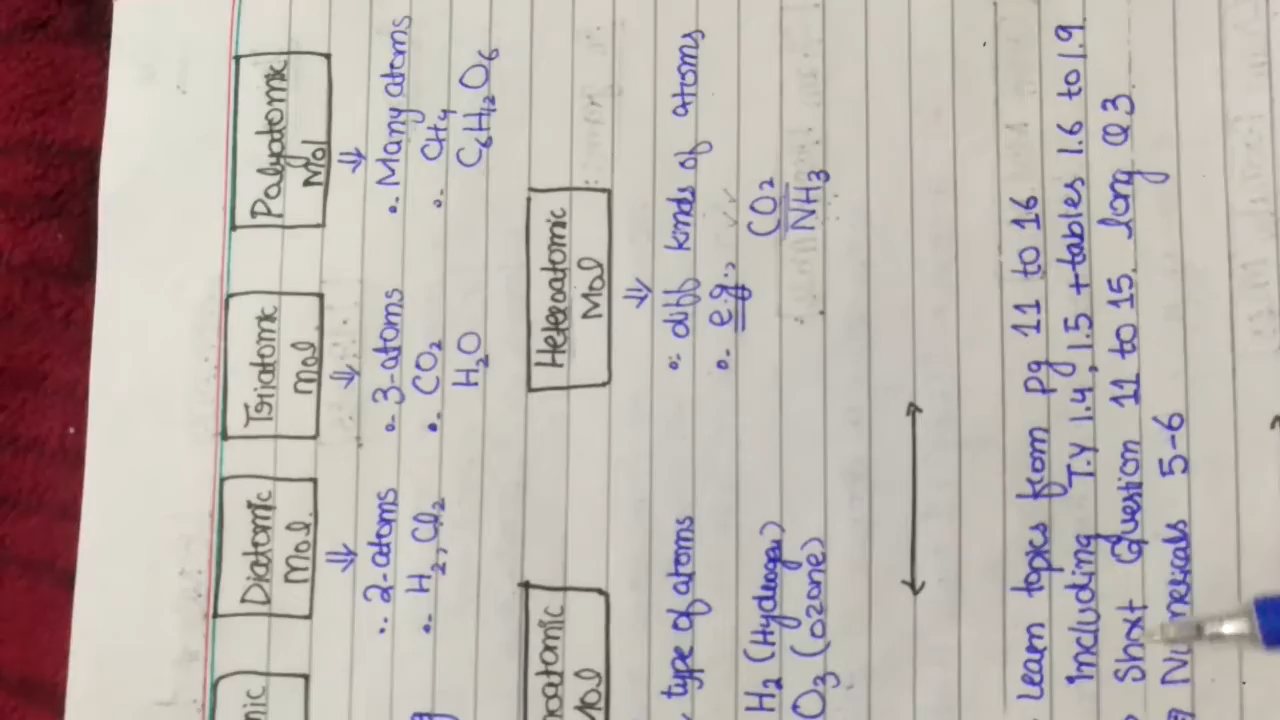 Diatomic
Mol.
Triatomic
Mol.
Polyatomic
Mol
2-atoms
H2, Cl2
3-atoms
CO2
H2O
Many atoms
CH4
C6H12O6
Heteroatomic
Mol
type of atoms
H2 (Hydrogen)
O3 (ozone)
diff kinds of atoms
e.g.,
CO2
NH3
Learn topics from Pg 11 to 16
Including T.Y 1.4, 1.5 + tables 1.6 to 1.9
Short Question 11 to 15. long Q 3.
5-6